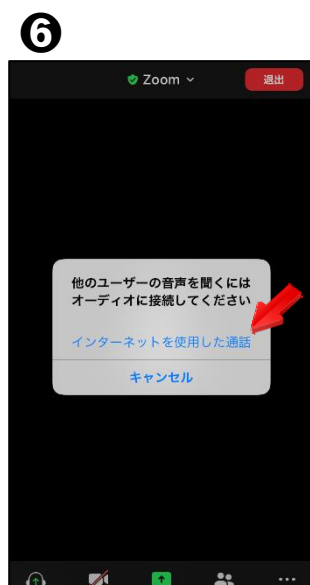 ❻
Zoom
退出
他のユーザーの音声を聞くには
オーディオに接続してください
インターネットを使用した通話
キャンセル